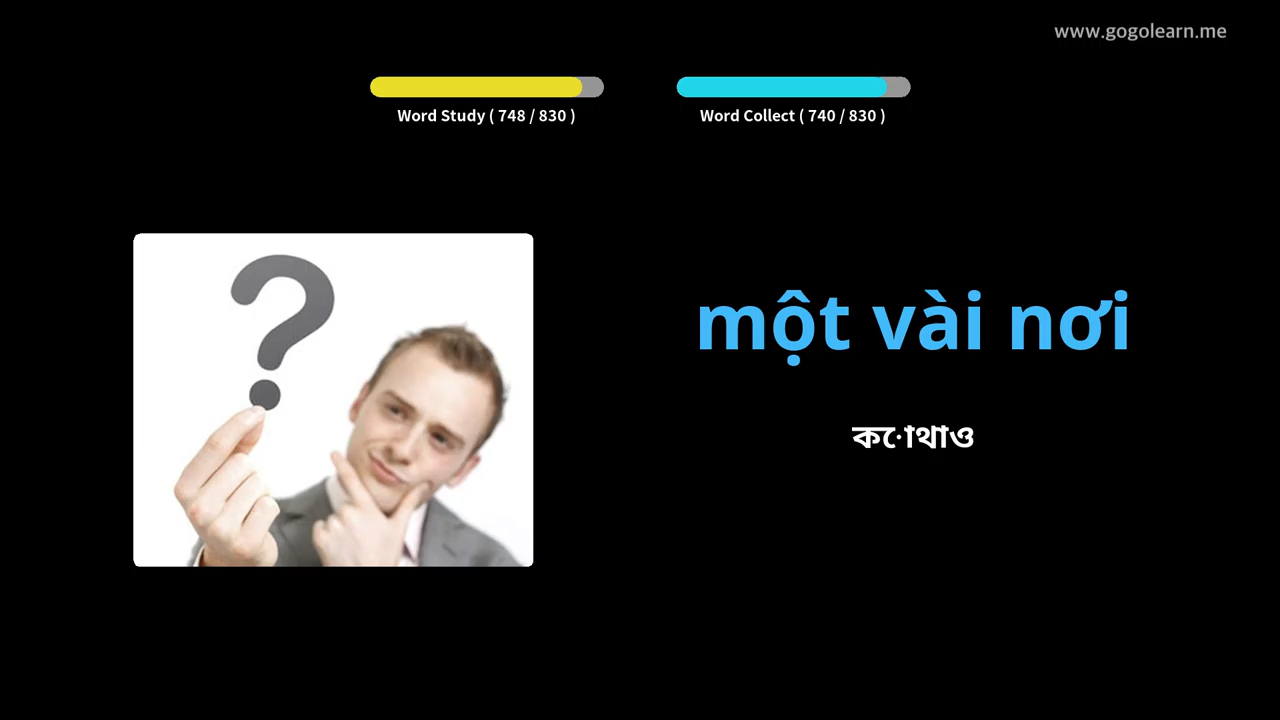 www.gogolearn.me
Word Study ( 748 / 830 )
Word Collect ( 740 / 830 )
một vài nơi
কোথাও